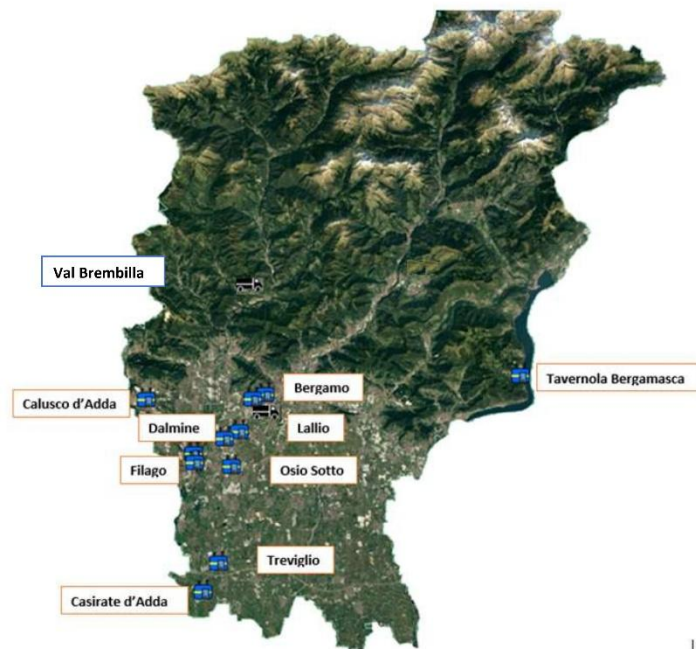 Val Brembilla
Bergamo
Tavernola Bergamasca
Calusco d’Adda
Dalmine
Lallio
Filago
Osio Sotto
Treviglio
Casirate d’Adda